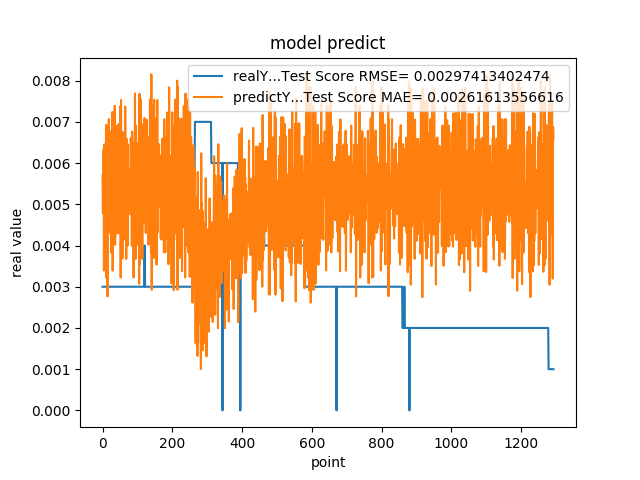 model predict
realY...Test Score RMSE= 0.00297413402474
predictY...Test Score MAE= 0.00261613556616
0.008
0.007
0.006
0.005
0.004
0.003
0.002
0.001
0.000
real value
0 200 400 600 800 1000 1200
point